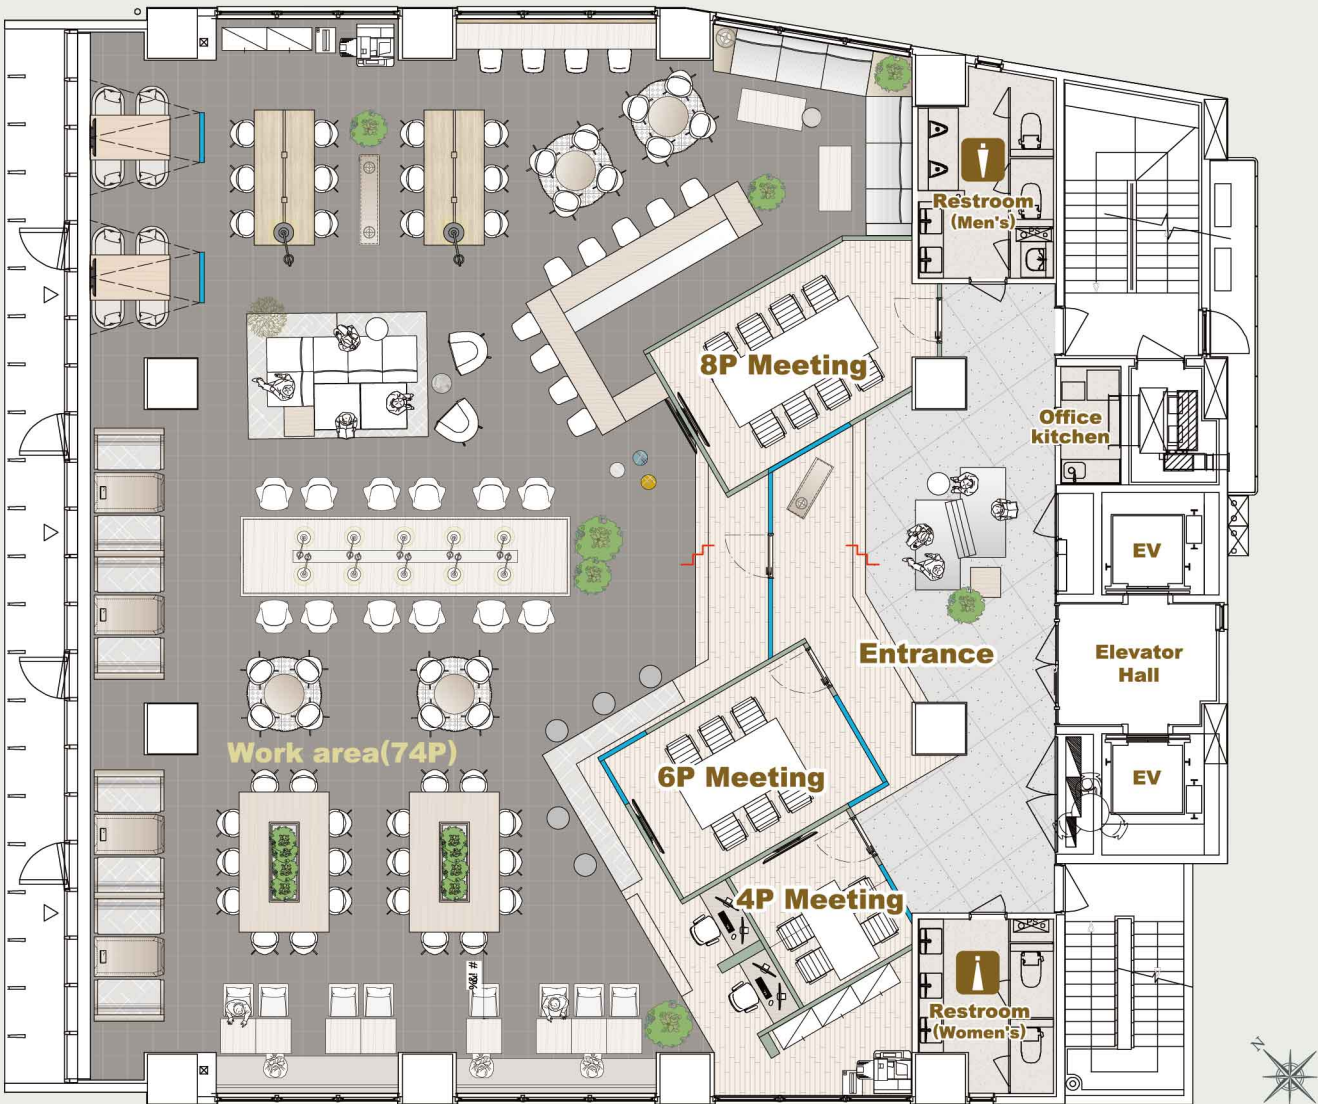 Restroom
(Men's)
8P Meeting
Office
kitchen
EV
Entrance
Elevator
Hall
Work area(74P)
6P Meeting
EV
4P Meeting
Restroom
(Women's)
N